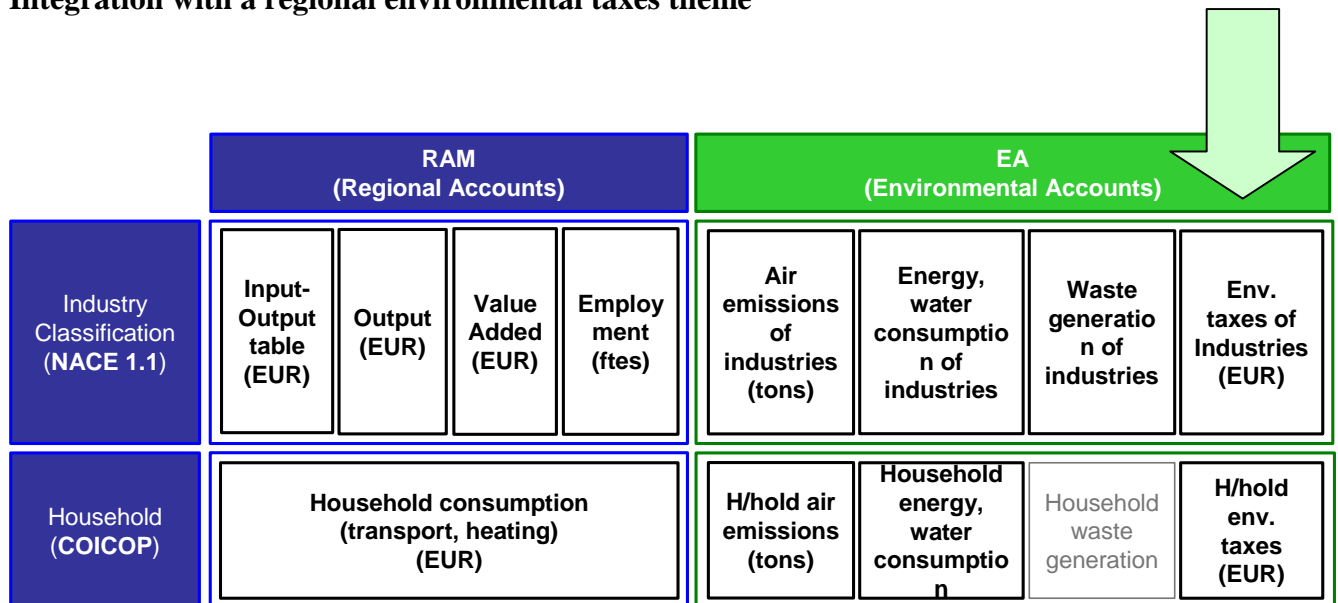 Integration with a regional environmental taxes theme
RAM
(Regional Accounts)
EA
(Environmental Accounts)
Industry
Classification
(NACE 1.1)
Input-
Output
table
(EUR)
Output
(EUR)
Value
Added
(EUR)
Employ
ment
(ftes)
Air
emissions
of
industries
(tons)
Energy,
water
consumptio
n of
industries
Waste
generatio
n of
industries
Env.
taxes of
Industries
(EUR)
Household
(COICOP)
Household consumption
(transport, heating)
(EUR)
H/hold air
emissions
(tons)
Household
energy,
water
consumptio
n
Household
waste
generation
H/hold
env.
taxes
(EUR)